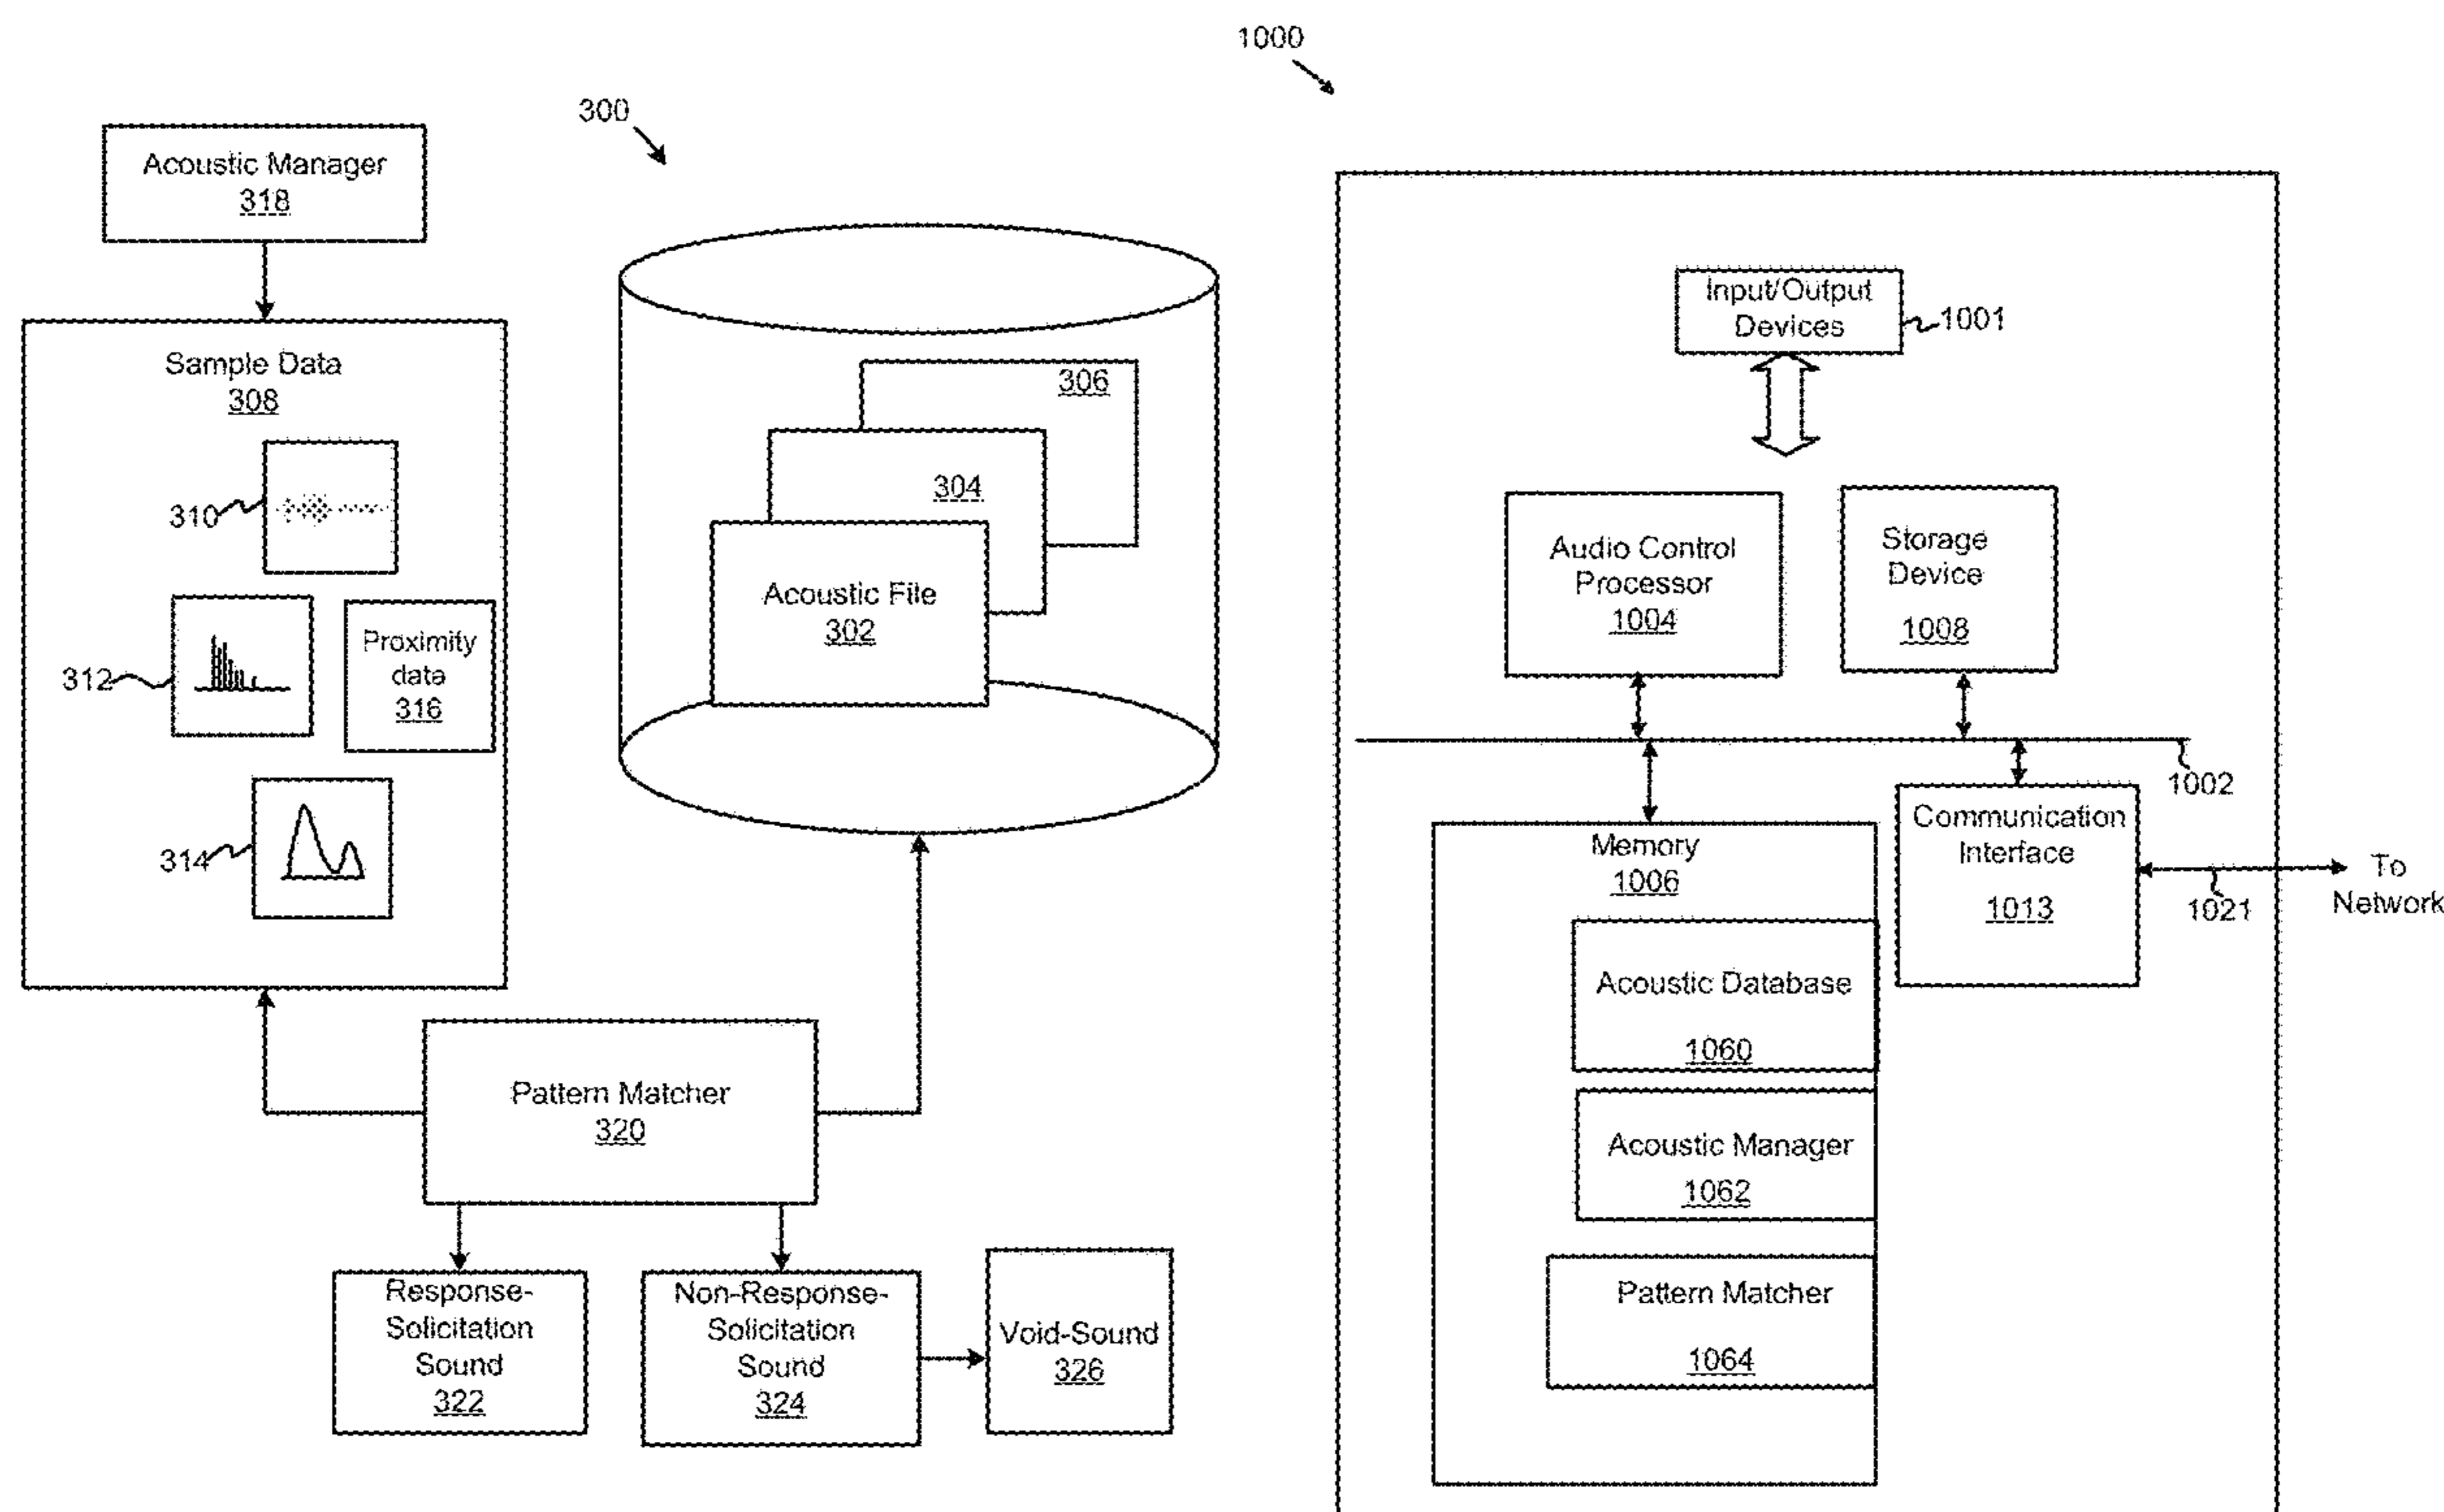 1000
300
Acoustic Manager
318
Sample Data
308
310
312
Proximity
data
316
314
306
304
Acoustic File
302
Pattern Matcher
320
Response-
Solicitation
Sound
322
Non-Response-
Solicitation
Sound
324
Void-Sound
326
Input/Output
Devices
1001
Audio Control
Processor
1004
Storage
Device
1008
1002
Communication
Interface
1013
1021
To
Network
Memory
1006
Acoustic Database
1060
Acoustic Manager
1062
Pattern Matcher
1064